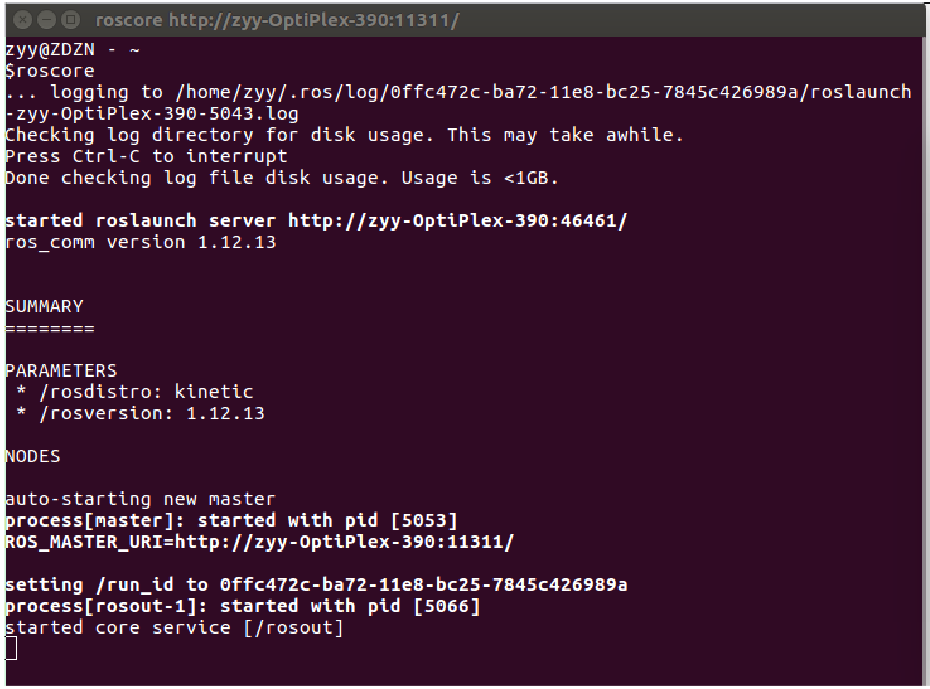 roscore http://zyy-OptiPlex-390:11311/
zyy@ZDZN - ~
$roscore
... logging to /home/zyy/.ros/log/0ffc472c-ba72-11e8-bc25-7845c426989a/roslaunch
-zyy-OptiPlex-390-5043.log
Checking log directory for disk usage. This may take awhile.
Press Ctrl-C to interrupt
Done checking log file disk usage. Usage is <1GB.
started roslaunch server http://zyy-OptiPlex-390:46461/
ros_comm version 1.12.13
SUMMARY
========
PARAMETERS
* /rosdistro: kinetic
* /rosversion: 1.12.13
NODES
auto-starting new master
process[master]: started with pid [5053]
ROS_MASTER_URI=http://zyy-OptiPlex-390:11311/
setting /run_id to 0ffc472c-ba72-11e8-bc25-7845c426989a
process[rosout-1]: started with pid [5066]
started core service [/rosout]